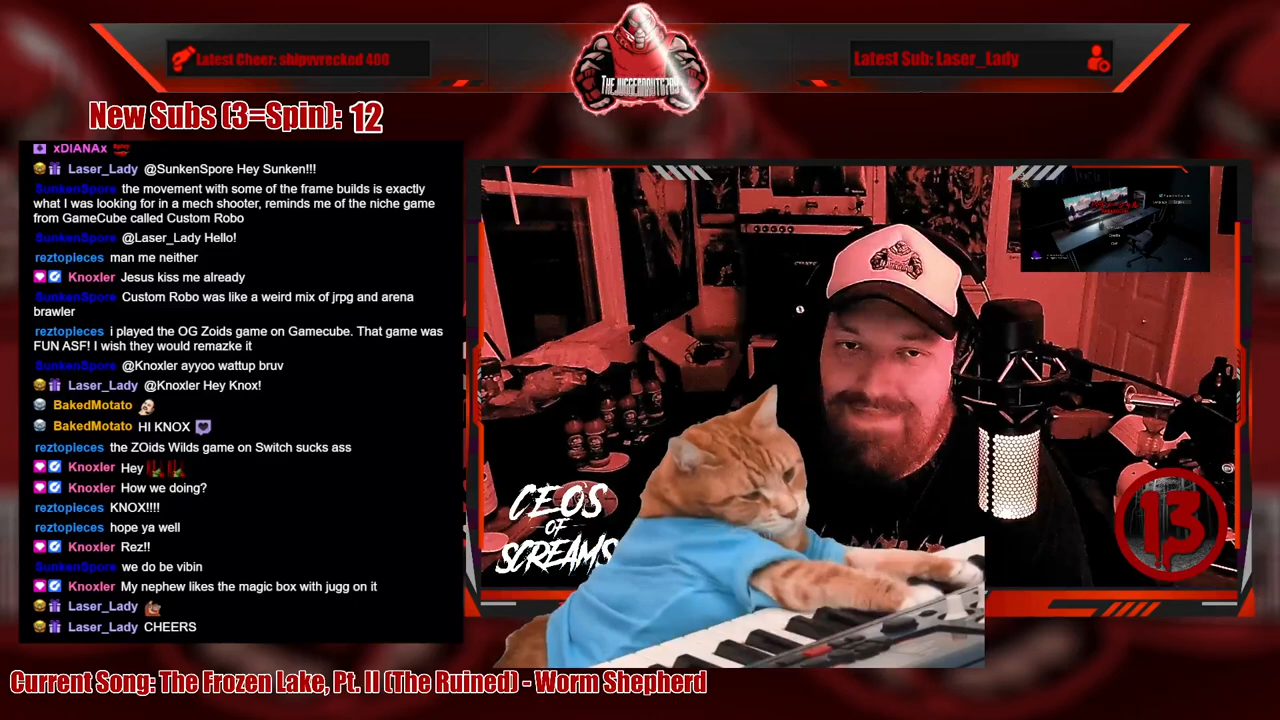 Latest Cheer: shipvvrecked 400
THEJUGGERNAUT6789
Latest Sub: Laser_Lady
New Subs (3=Spin): 12
xDIANAx
Laser_Lady @SunkenSpore Hey Sunken!!!
SunkenSpore the movement with some of the frame builds is exactly
what I was looking for in a mech shooter, reminds me of the niche game
from GameCube called Custom Robo
SunkenSpore @Laser_Lady Hello!
reztopieces man me neither
Knoxler Jesus kiss me already
SunkenSpore Custom Robo was like a weird mix of jrpg and arena
brawler
reztopieces i played the OG Zoids game on Gamecube. That game was
FUN ASF! I wish they would remazke it
SunkenSpore @Knoxler ayyoo wattup bruv
Laser_Lady @Knoxler Hey Knox!
BakedMotato
BakedMotato HI KNOX
reztopieces the ZOids Wilds game on Switch sucks ass
Knoxler Hey
Knoxler How we doing?
reztopieces KNOX!!!!
reztopieces hope ya well
Knoxler Rez!!
SunkenSpore we do be vibin
Knoxler My nephew likes the magic box with jugg on it
Laser_Lady
Laser_Lady CHEERS
CEOS
OF
SCREAMS
13
Current Song: The Frozen Lake, Pt. II (The Ruined) - Worm Shepherd